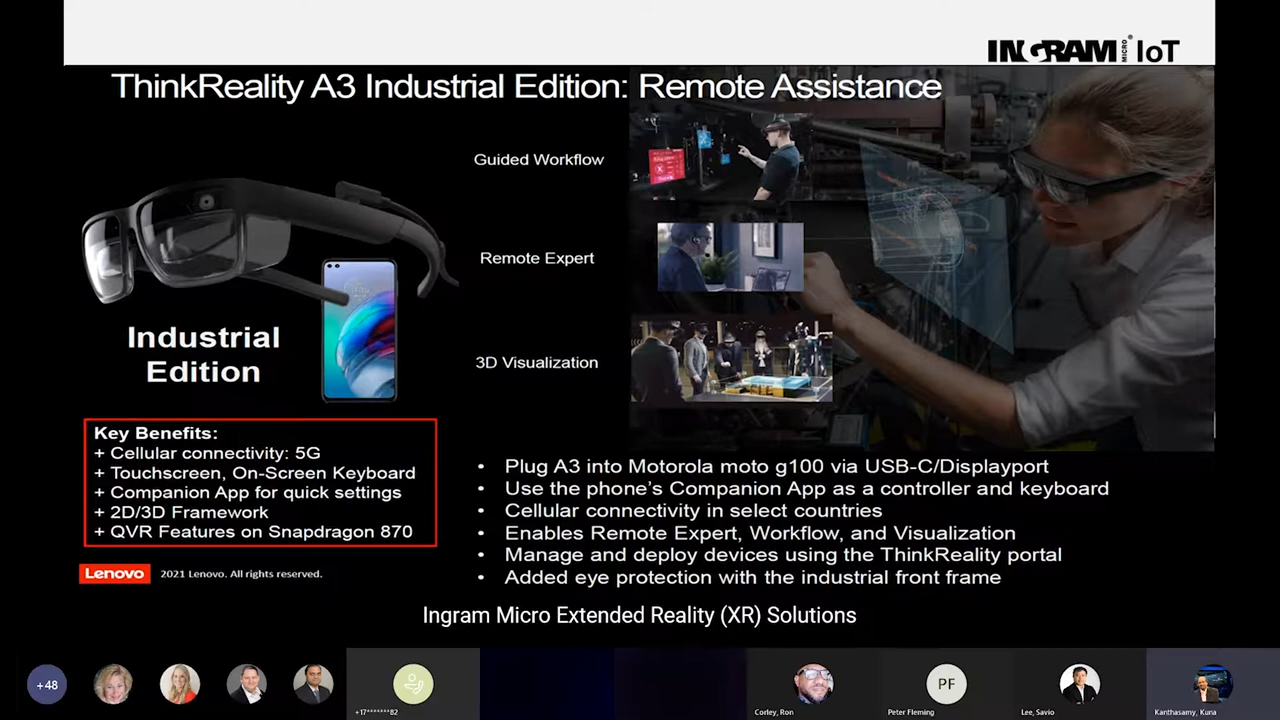 INGRAM MICRO® IoT
ThinkReality A3 Industrial Edition: Remote Assistance
Guided Workflow
Remote Expert
3D Visualization
Industrial
Edition
Key Benefits:
+ Cellular connectivity: 5G
+ Touchscreen, On-Screen Keyboard
+ Companion App for quick settings
+ 2D/3D Framework
+ QVR Features on Snapdragon 870
• Plug A3 into Motorola moto g100 via USB-C/Displayport
• Use the phone's Companion App as a controller and keyboard
• Cellular connectivity in select countries
• Enables Remote Expert, Workflow, and Visualization
• Manage and deploy devices using the ThinkReality portal
• Added eye protection with the industrial front frame
Lenovo 2021 Lenovo. All rights reserved.
Ingram Micro Extended Reality (XR) Solutions
+48
PF
+17*******82
Corley, Ron
Peter Fleming
Lee, Savio
Kanthasamy, Kuna